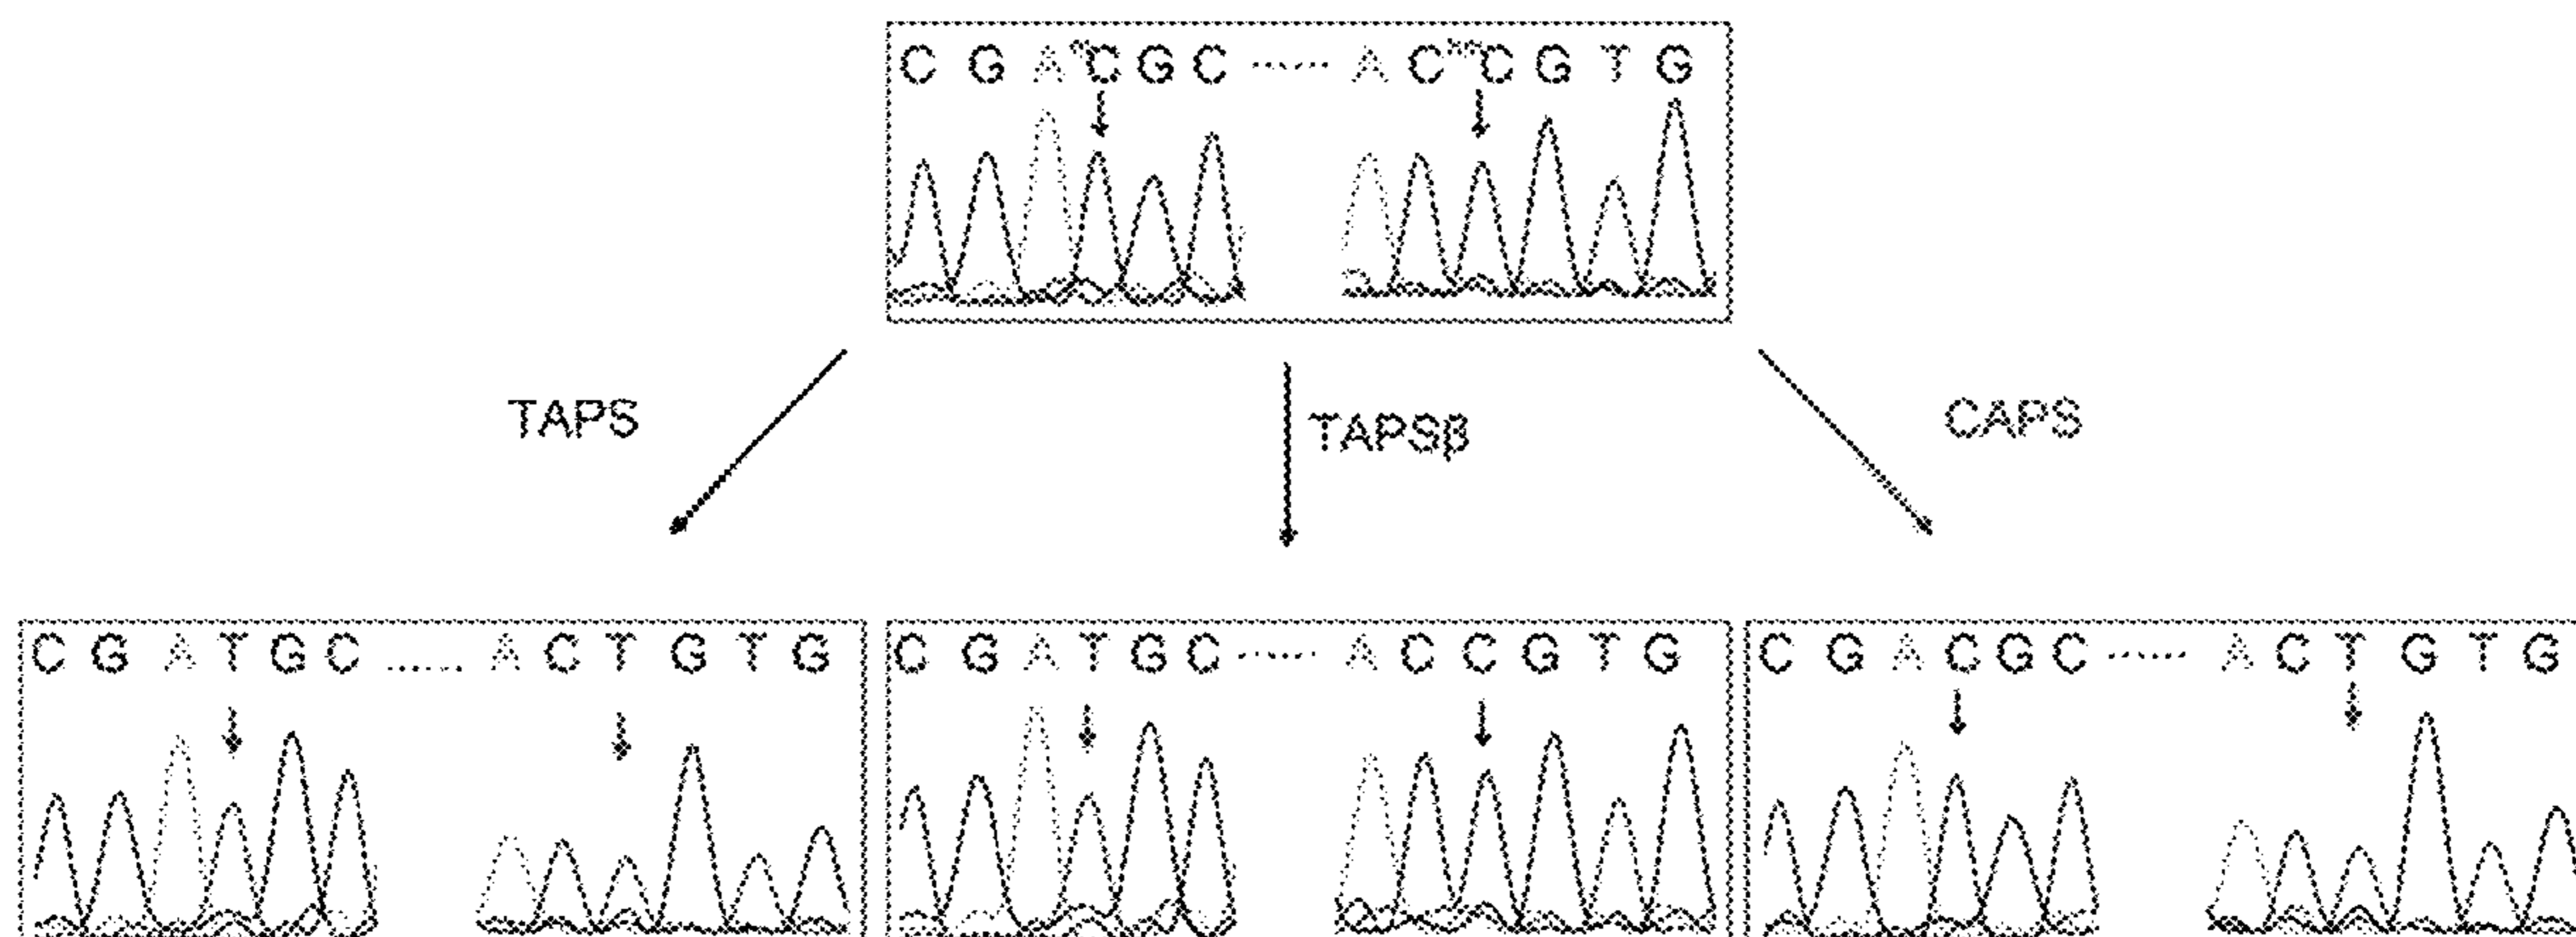 C G A C G C ······ A C C G T G
TAPS
TAPSβ
CAPS
C G A T G C ...... A C T G T G
C G A T G C ······ A C C G T G
C G A C G C ······ A C T G T G